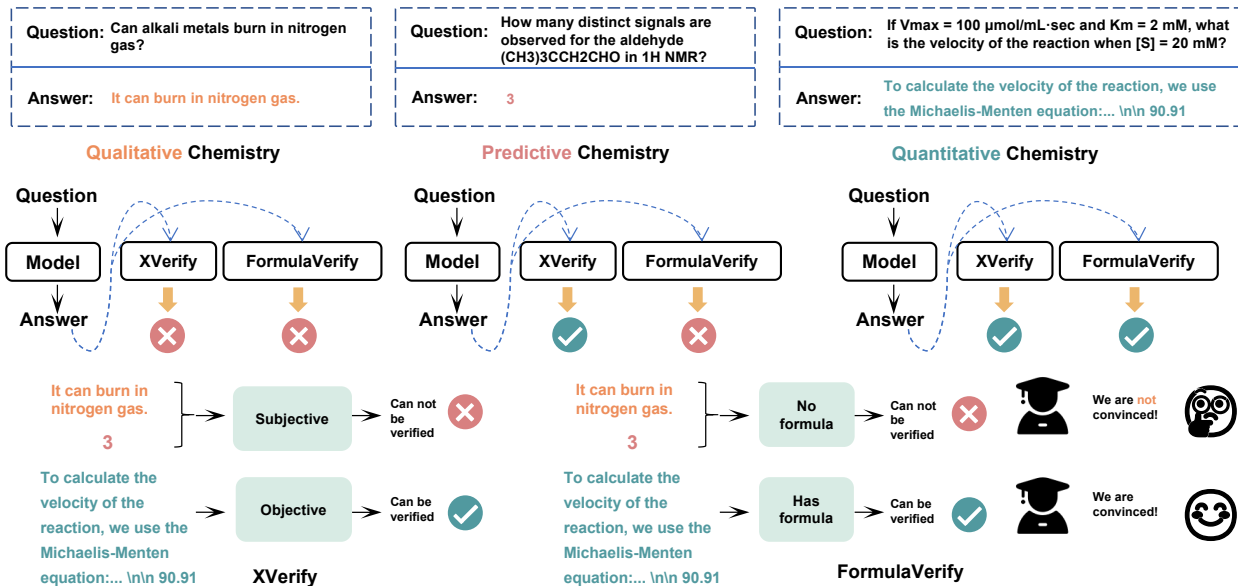 Question: Can alkali metals burn in nitrogen
gas?
Answer: It can burn in nitrogen gas.
Question: How many distinct signals are
observed for the aldehyde
(CH3)3CCH2CHO in 1H NMR?
Answer: 3
Question: If Vmax = 100 μmol/mL·sec and Km = 2 mM, what
is the velocity of the reaction when [S] = 20 mM?
Answer: To calculate the velocity of the reaction, we use
the Michaelis-Menten equation:... \n\n 90.91
Qualitative Chemistry
Question
Model
XVerify
FormulaVerify
Answer
Predictive Chemistry
Question
Model
XVerify
FormulaVerify
Answer
Quantitative Chemistry
Question
Model
XVerify
FormulaVerify
Answer
It can burn in
nitrogen gas.
3
Subjective
Can not
be
verified
To calculate the
velocity of the
reaction, we use the
Michaelis-Menten
equation:... \n\n 90.91
Objective
Can be
verified
XVerify
It can burn in
nitrogen gas.
3
No
formula
Can not
be
verified
We are not
convinced!
To calculate the
velocity of the
reaction, we use the
Michaelis-Menten
equation:... \n\n 90.91
Has
formula
Can be
verified
We are
convinced!
FormulaVerify